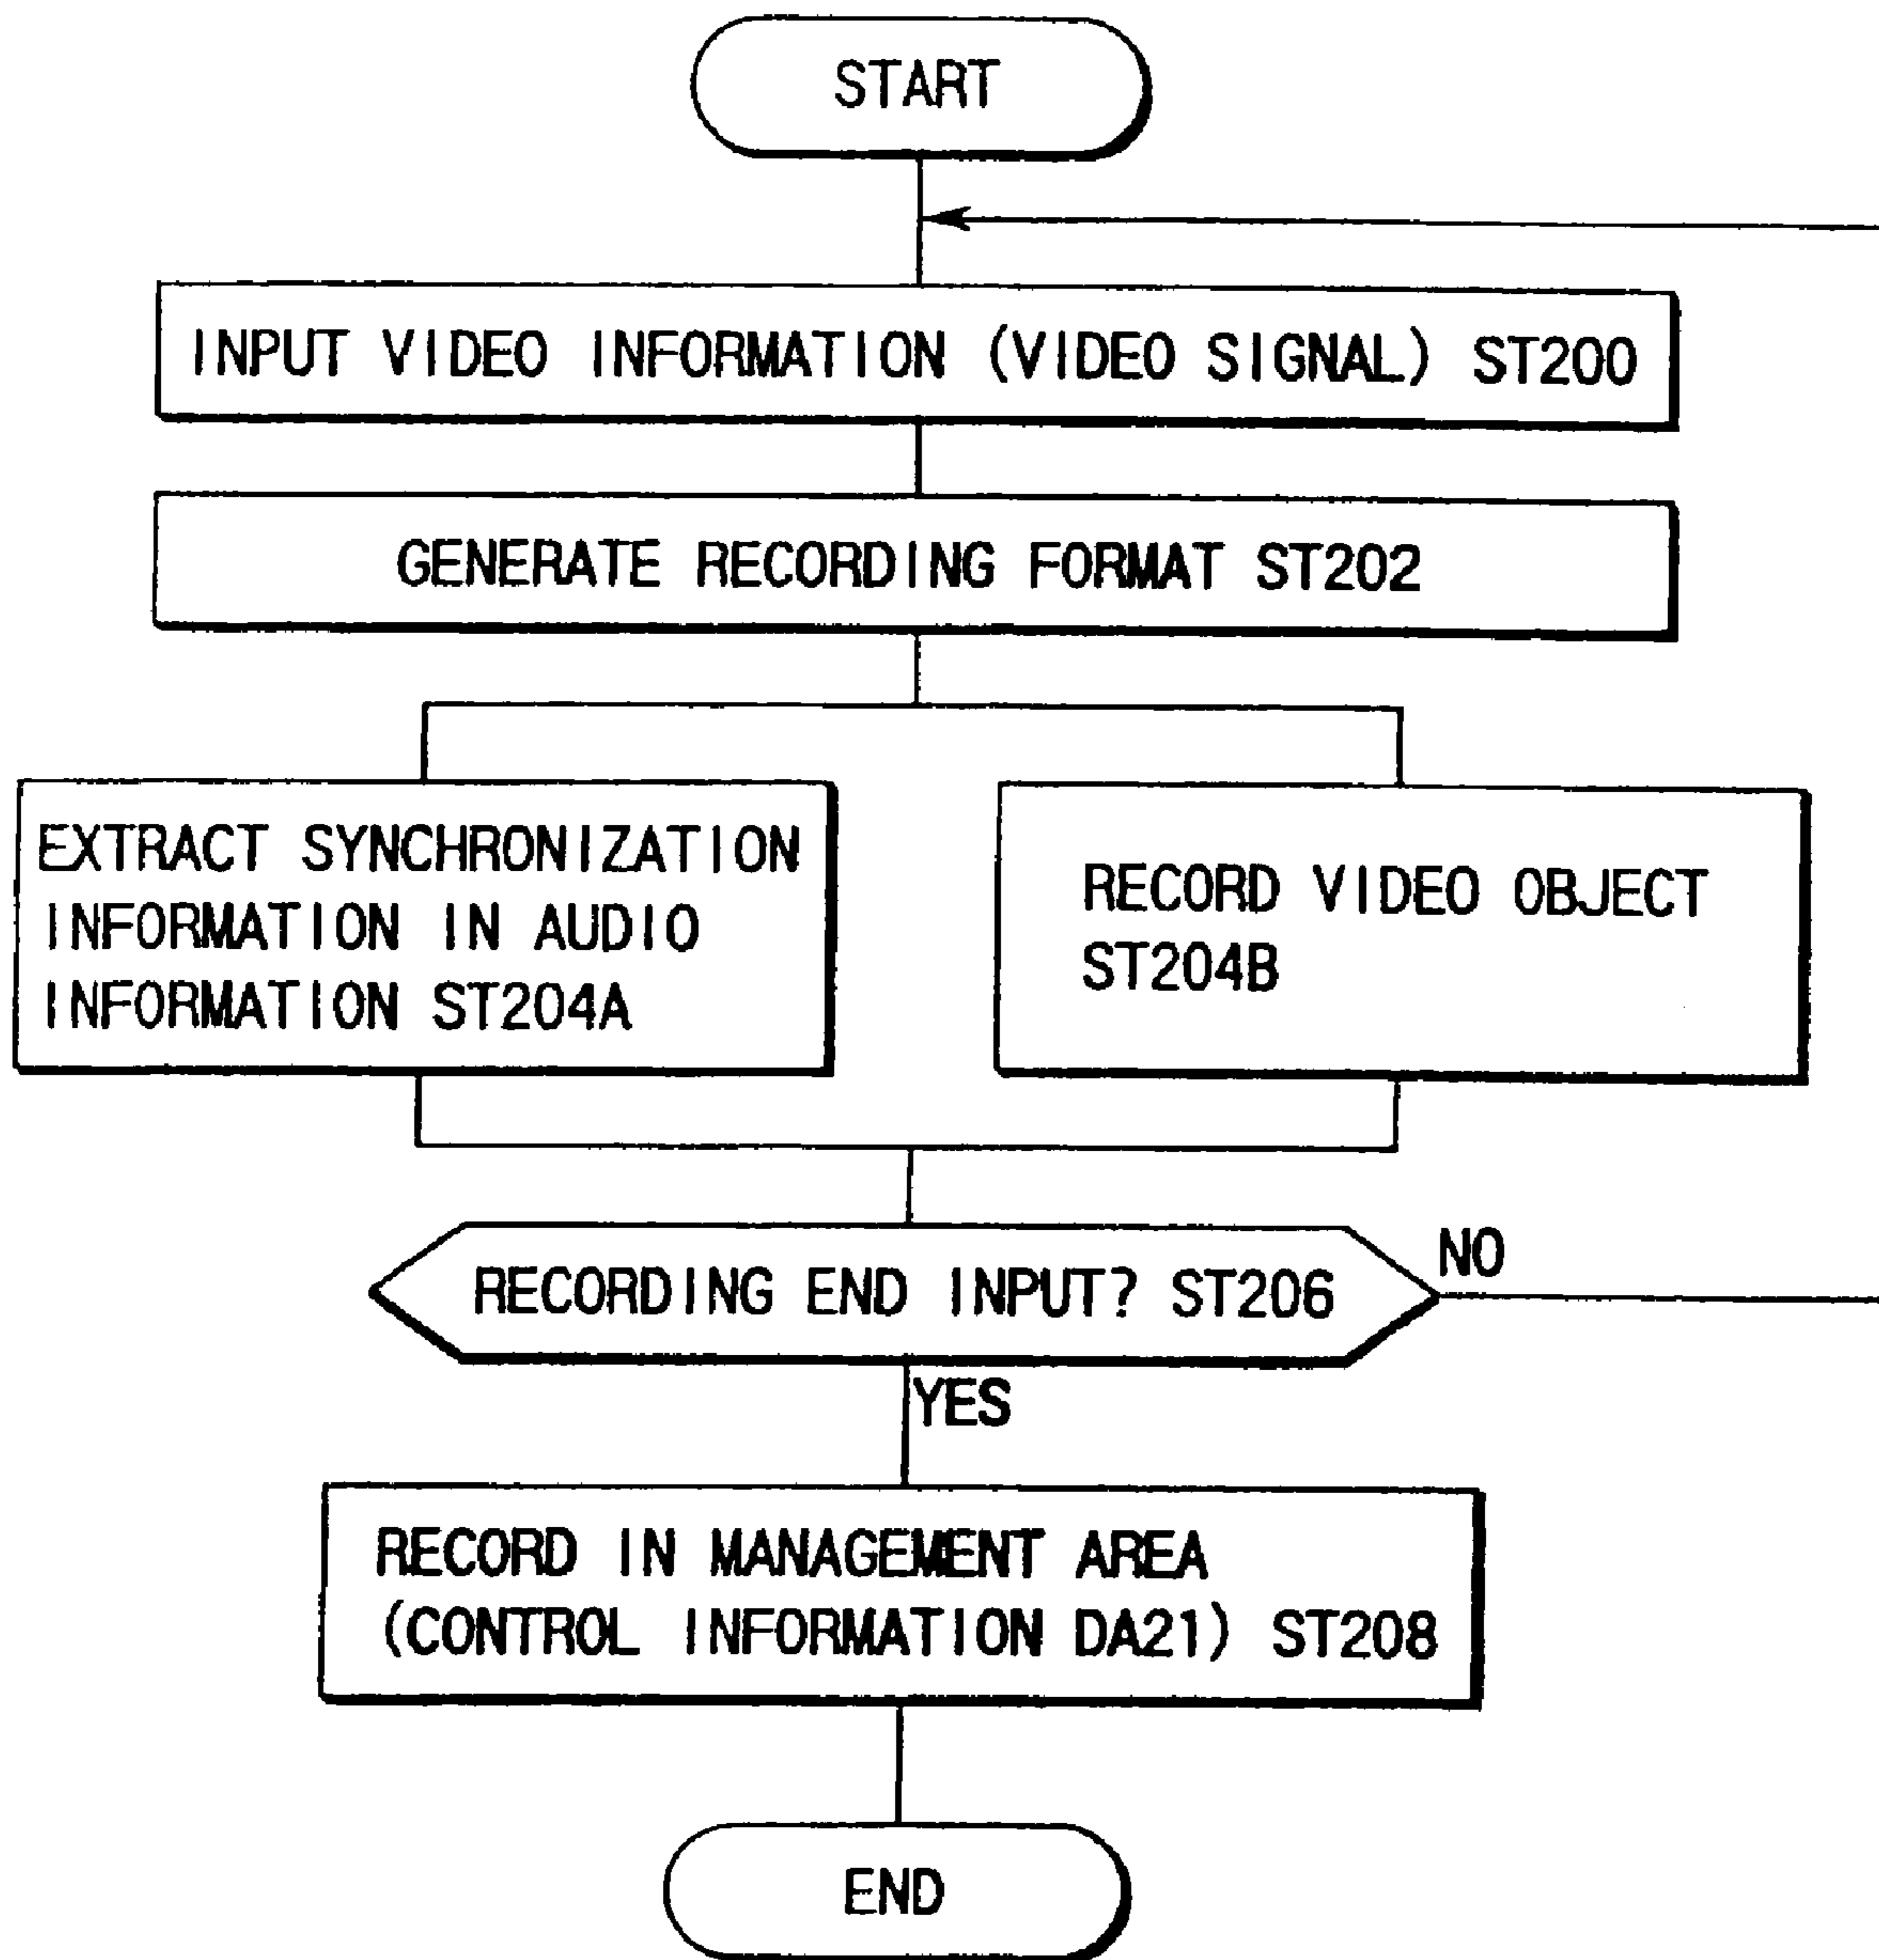 START
INPUT VIDEO INFORMATION (VIDEO SIGNAL) ST200
GENERATE RECORDING FORMAT ST202
EXTRACT SYNCHRONIZATION
INFORMATION IN AUDIO
INFORMATION ST204A
RECORD VIDEO OBJECT
ST204B
RECORDING END INPUT? ST206
NO
YES
RECORD IN MANAGEMENT AREA
(CONTROL INFORMATION DA21) ST208
END